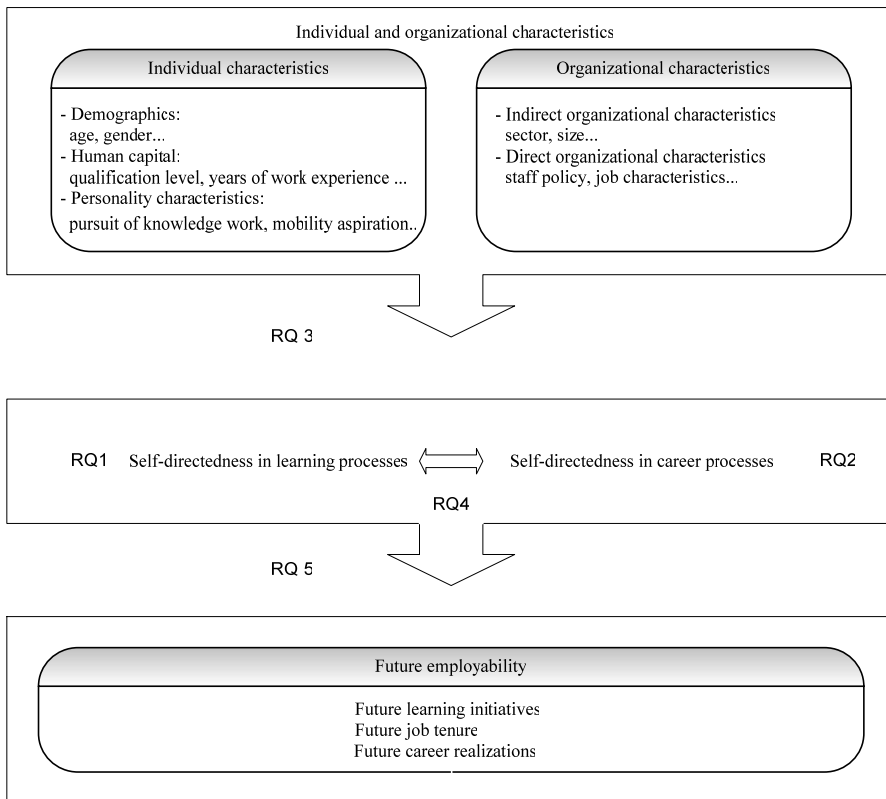 Individual and organizational characteristics
Individual characteristics
- Demographics:
age, gender...
- Human capital:
qualification level, years of work experience ...
- Personality characteristics:
pursuit of knowledge work, mobility aspiration..
Organizational characteristics
- Indirect organizational characteristics
sector, size...
- Direct organizational characteristics
staff policy, job characteristics...
RQ 3
RQ1 Self-directedness in learning processes Self-directedness in career processes RQ2
RQ4
RQ 5
Future employability
Future learning initiatives
Future job tenure
Future career realizations